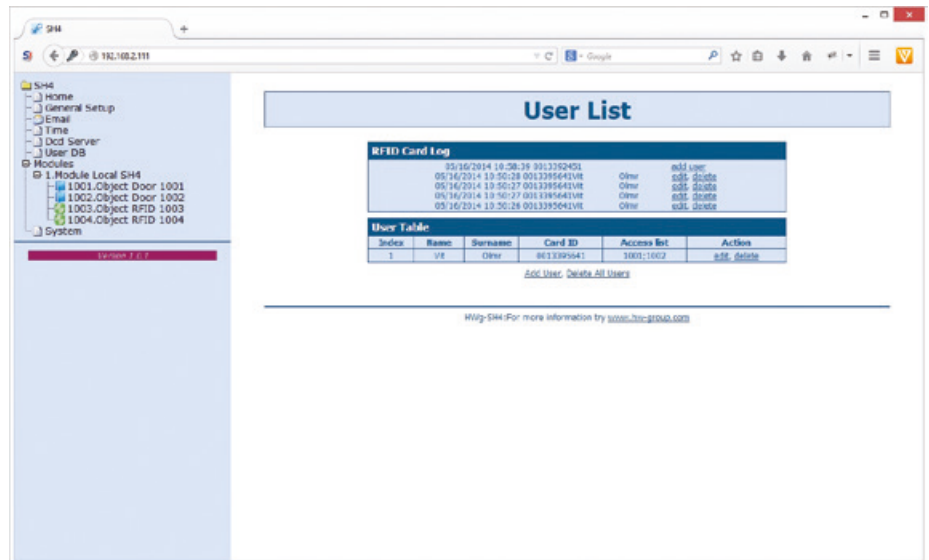 SH4
192.168.2.111
Google
SH4
Home
General Setup
Email
Time
Dcd Server
User DB
Modules
1.Module Local SH4
1001.Object Door 1001
1002.Object Door 1002
1003.Object RFID 1003
1004.Object RFID 1004
System
Version 1.0.1
User List
RFID Card Log
05/16/2014 10:58:39 0013392451 add user
05/16/2014 10:50:28 0013395641Vit Olmr edit, delete
05/16/2014 10:50:27 0013395641Vit Olmr edit, delete
05/16/2014 10:50:27 0013395641Vit Olmr edit, delete
05/16/2014 10:50:26 0013395641Vit Olmr edit, delete
User Table
Index Name Surname Card ID Access list Action
1 Vit Olmr 0013395641 1001;1002 edit, delete
Add User, Delete All Users
HWg-SH4:For more information try www.hw-group.com